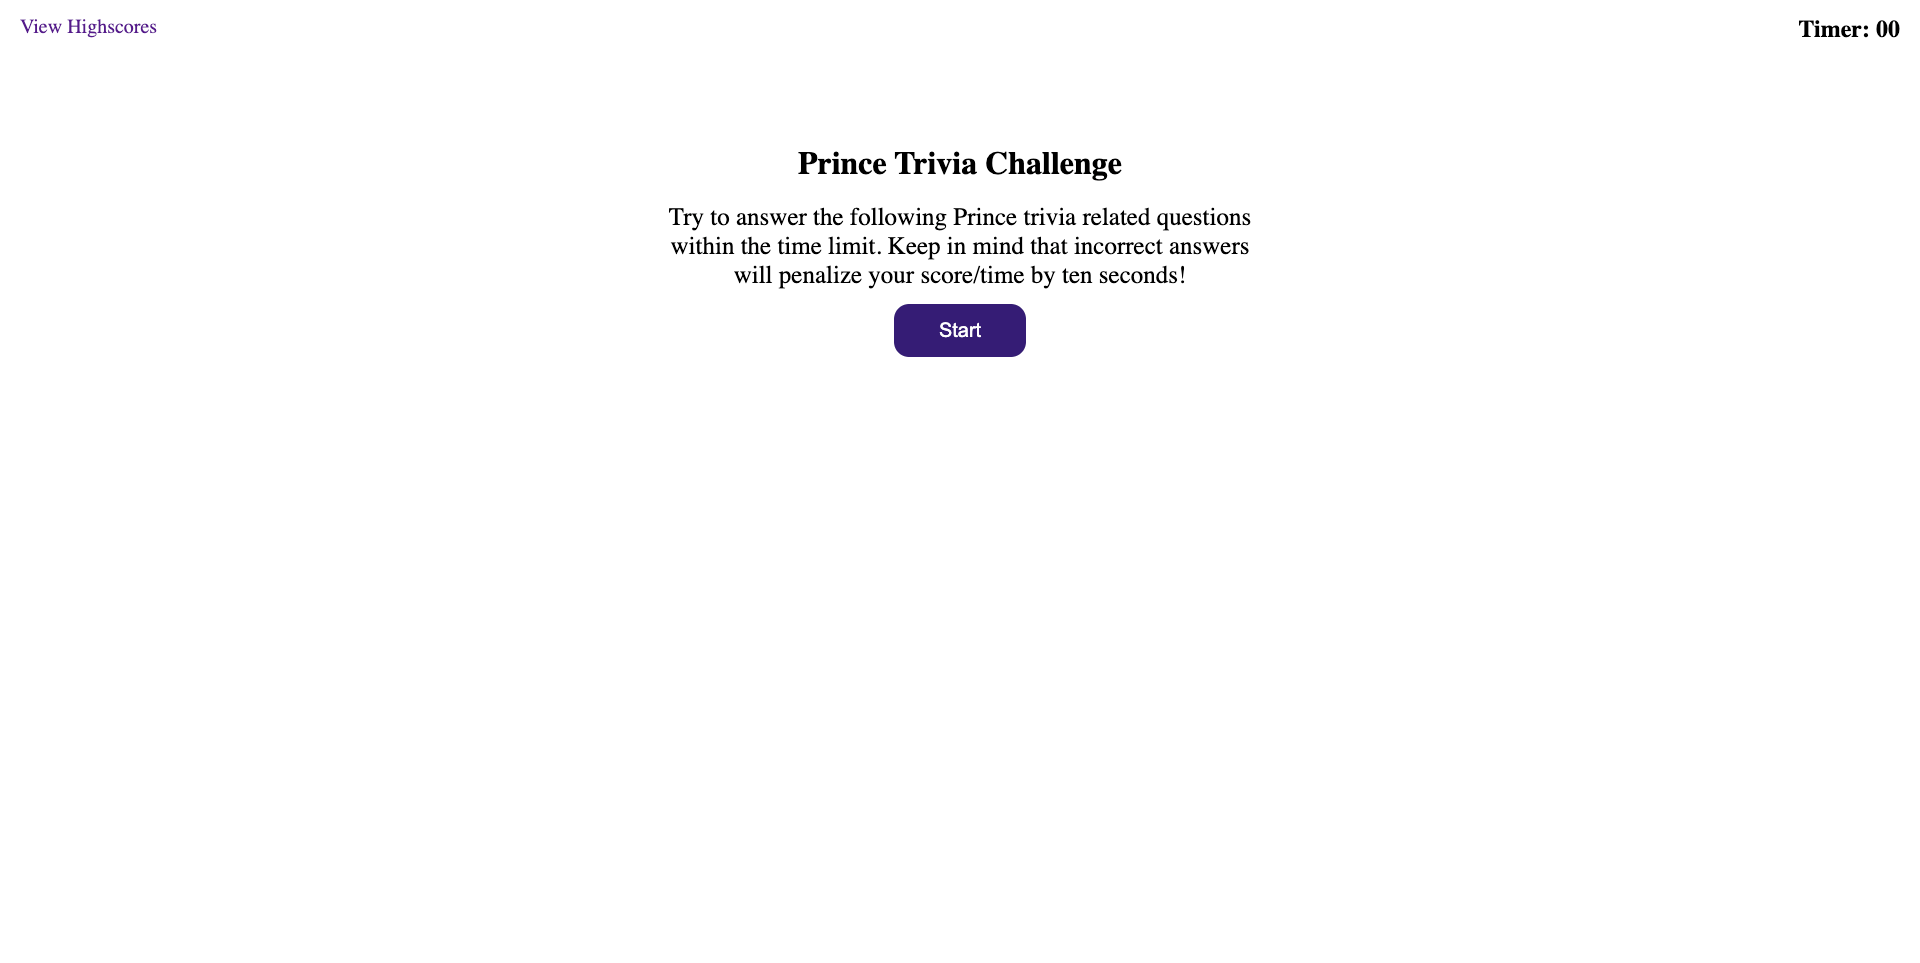 View Highscores
Timer: 00
Prince Trivia Challenge
Try to answer the following Prince trivia related questions
within the time limit. Keep in mind that incorrect answers
will penalize your score/time by ten seconds!
Start